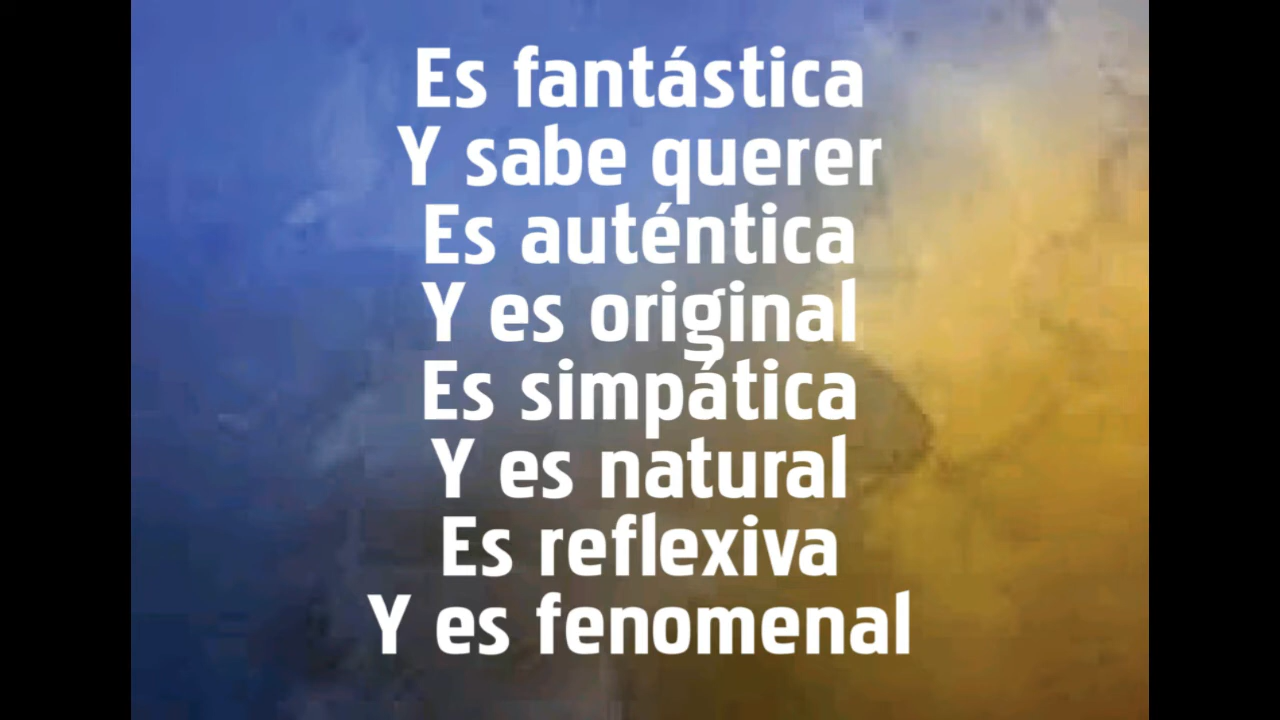 Es fantástica
Y sabe querer
Es auténtica
Y es original
Es simpática
Y es natural
Es reflexiva
Y es fenomenal